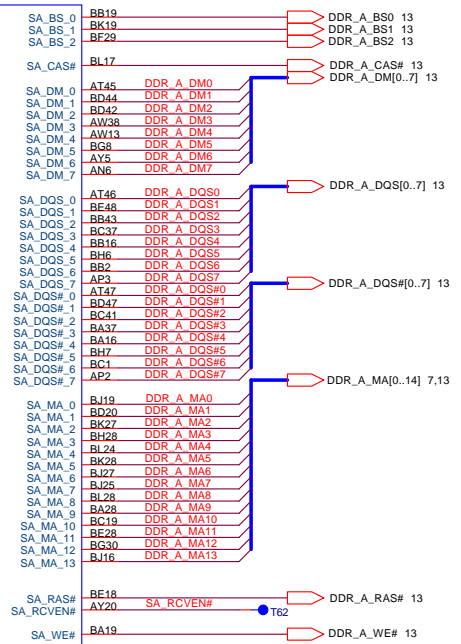 SA_BS_0 BB19 DDR_A_BS0 13
SA_BS_1 BK19 DDR_A_BS1 13
SA_BS_2 BF29 DDR_A_BS2 13
SA_CAS# BL17 DDR_A_CAS# 13
DDR_A_DM[0..7] 13
SA_DM_0 AT45 DDR_A_DM0
SA_DM_1 BD44 DDR_A_DM1
SA_DM_2 BD42 DDR_A_DM2
SA_DM_3 AW38 DDR_A_DM3
SA_DM_4 AW13 DDR_A_DM4
SA_DM_5 BG8 DDR_A_DM5
SA_DM_6 AY5 DDR_A_DM6
SA_DM_7 AN6 DDR_A_DM7
DDR_A_DQS[0..7] 13
SA_DQS_0 AT46 DDR_A_DQS0
SA_DQS_1 BE48 DDR_A_DQS1
SA_DQS_2 BB43 DDR_A_DQS2
SA_DQS_3 BC37 DDR_A_DQS3
SA_DQS_4 BB16 DDR_A_DQS4
SA_DQS_5 BH6 DDR_A_DQS5
SA_DQS_6 BB2 DDR_A_DQS6
SA_DQS_7 AP3 DDR_A_DQS7
DDR_A_DQS#[0..7] 13
SA_DQS#_0 AT47 DDR_A_DQS#0
SA_DQS#_1 BD47 DDR_A_DQS#1
SA_DQS#_2 BC41 DDR_A_DQS#2
SA_DQS#_3 BA37 DDR_A_DQS#3
SA_DQS#_4 BA16 DDR_A_DQS#4
SA_DQS#_5 BH7 DDR_A_DQS#5
SA_DQS#_6 BC1 DDR_A_DQS#6
SA_DQS#_7 AP2 DDR_A_DQS#7
DDR_A_MA[0..14] 7,13
SA_MA_0 BJ19 DDR_A_MA0
SA_MA_1 BD20 DDR_A_MA1
SA_MA_2 BK27 DDR_A_MA2
SA_MA_3 BH28 DDR_A_MA3
SA_MA_4 BL24 DDR_A_MA4
SA_MA_5 BK28 DDR_A_MA5
SA_MA_6 BJ27 DDR_A_MA6
SA_MA_7 BJ25 DDR_A_MA7
SA_MA_8 BL28 DDR_A_MA8
SA_MA_9 BA28 DDR_A_MA9
SA_MA_10 BC19 DDR_A_MA10
SA_MA_11 BE28 DDR_A_MA11
SA_MA_12 BG30 DDR_A_MA12
SA_MA_13 BJ16 DDR_A_MA13
SA_RAS# BE18 DDR_A_RAS# 13
SA_RCVEN# AY20 SA_RCVEN# T62
SA_WE# BA19 DDR_A_WE# 13